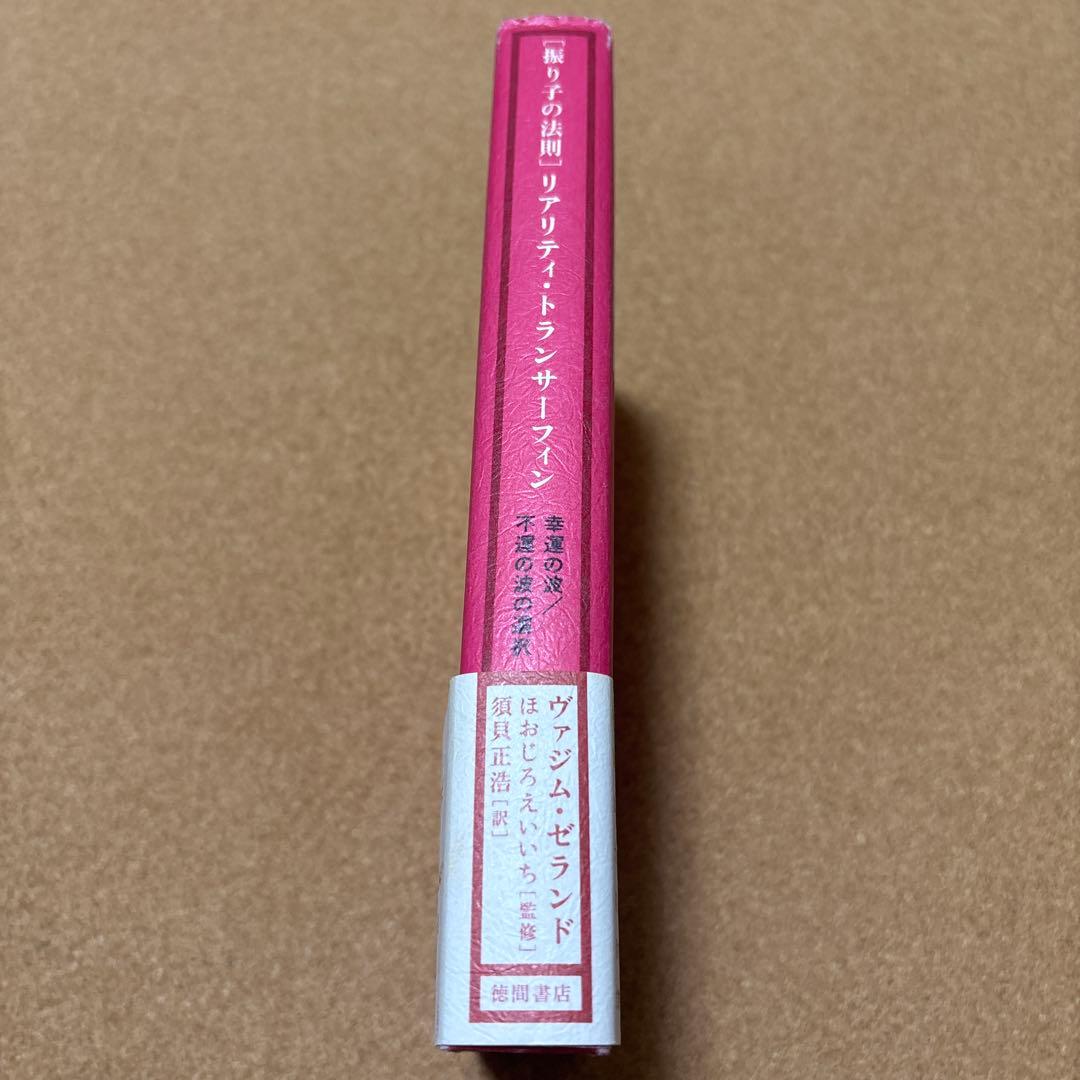 [振り子の法則]リアリティ・トランサーフィン
幸運の波/
不運の波の選択
ヴァジム・ゼランド
ほおじろえいいち[監修]
須貝正浩[訳]
徳間書店